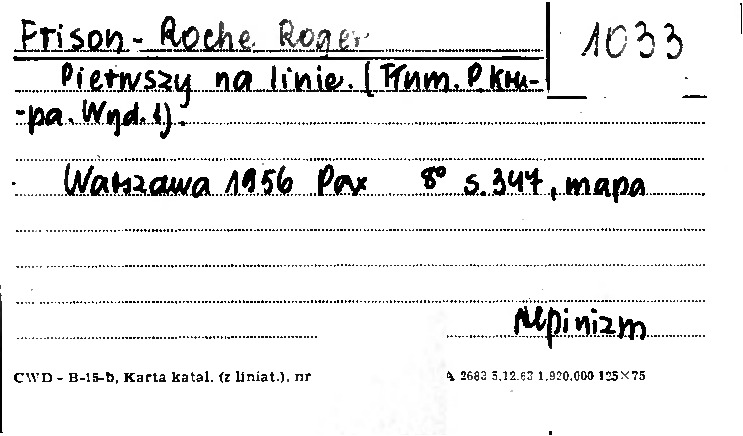 Frison-Roche Roger
1033
Pierwszy na linie. (Tłum. P. Kru-
-pa. Wyd. 1).
Warszawa 1956 Pax 8° s. 347, mapa
Alpinizm
CWD - B-15-b, Karta katal. (z liniat.), nr
A 2683 5.12.63 1.920.000 125×75